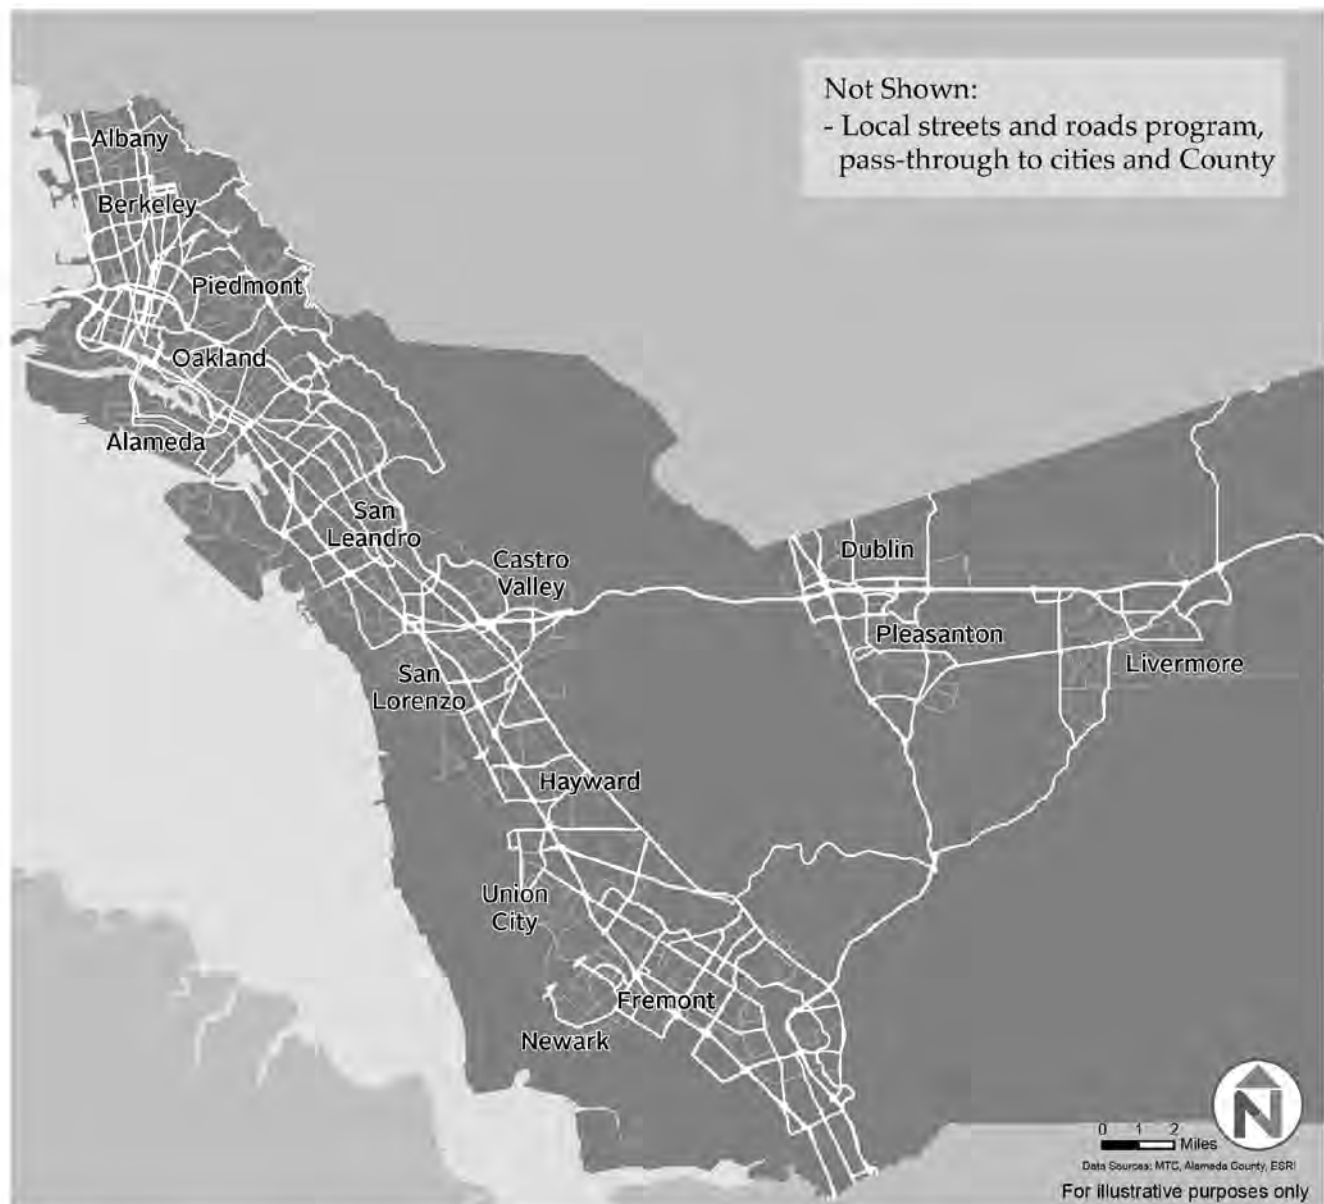 Not Shown:
- Local streets and roads program,
pass-through to cities and County
Albany
Berkeley
Piedmont
Oakland
Alameda
San
Leandro
Castro
Valley
Dublin
Pleasanton
Livermore
San
Lorenzo
Hayward
Union
City
Fremont
Newark
N
0 1 2
Miles
Data Sources: MTC, Alameda County, ESRI
For illustrative purposes only